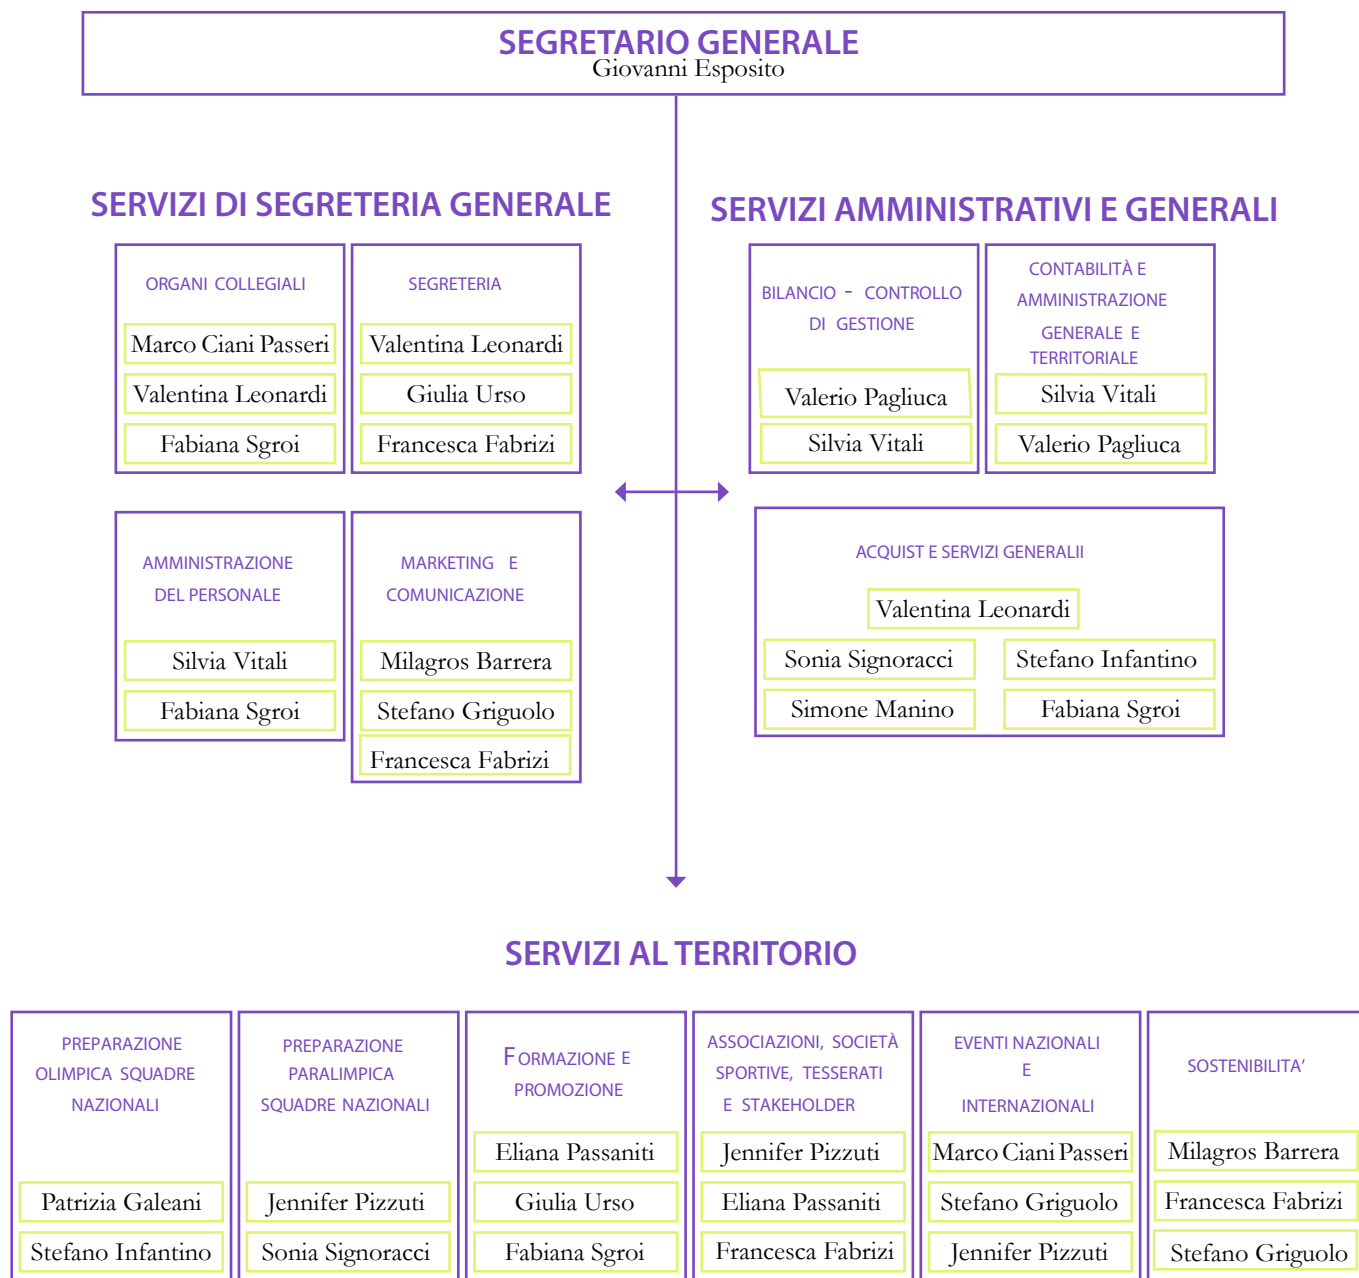 SEGRETARIO GENERALE
Giovanni Esposito
SERVIZI DI SEGRETERIA GENERALE
ORGANI COLLEGIALI
Marco Ciani Passeri
Valentina Leonardi
Fabiana Sgroi
SEGRETERIA
Valentina Leonardi
Giulia Urso
Francesca Fabrizi
AMMINISTRAZIONE
DEL PERSONALE
Silvia Vitali
Fabiana Sgroi
MARKETING E
COMUNICAZIONE
Milagros Barrera
Stefano Griguolo
Francesca Fabrizi
SERVIZI AMMINISTRATIVI E GENERALI
BILANCIO - CONTROLLO
DI GESTIONE
Valerio Pagliuca
Silvia Vitali
CONTABILITÀ E
AMMINISTRAZIONE
GENERALE E
TERRITORIALE
Silvia Vitali
Valerio Pagliuca
ACQUIST E SERVIZI GENERALII
Valentina Leonardi
Sonia Signoracci
Stefano Infantino
Simone Manino
Fabiana Sgroi
SERVIZI AL TERRITORIO
PREPARAZIONE
OLIMPICA SQUADRE
NAZIONALI
Patrizia Galeani
Stefano Infantino
PREPARAZIONE
PARALIMPICA
SQUADRE NAZIONALI
Jennifer Pizzuti
Sonia Signoracci
FORMAZIONE E
PROMOZIONE
Eliana Passaniti
Giulia Urso
Fabiana Sgroi
ASSOCIAZIONI, SOCIETÀ
SPORTIVE, TESSERATI
E STAKEHOLDER
Jennifer Pizzuti
Eliana Passaniti
Francesca Fabrizi
EVENTI NAZIONALI
E
INTERNAZIONALI
Marco Ciani Passeri
Stefano Griguolo
Jennifer Pizzuti
SOSTENIBILITA'
Milagros Barrera
Francesca Fabrizi
Stefano Griguolo